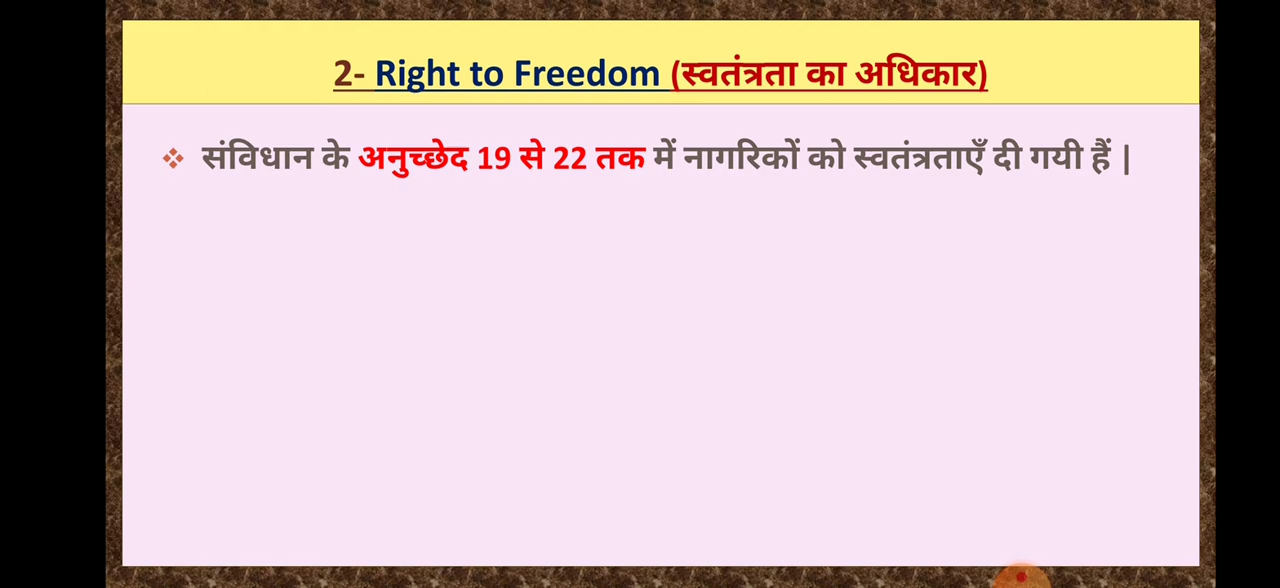 2- Right to Freedom (स्वतंत्रता का अधिकार)
❖ संविधान के अनुच्छेद 19 से 22 तक में नागरिकों को स्वतंत्रताएँ दी गयी हैं |